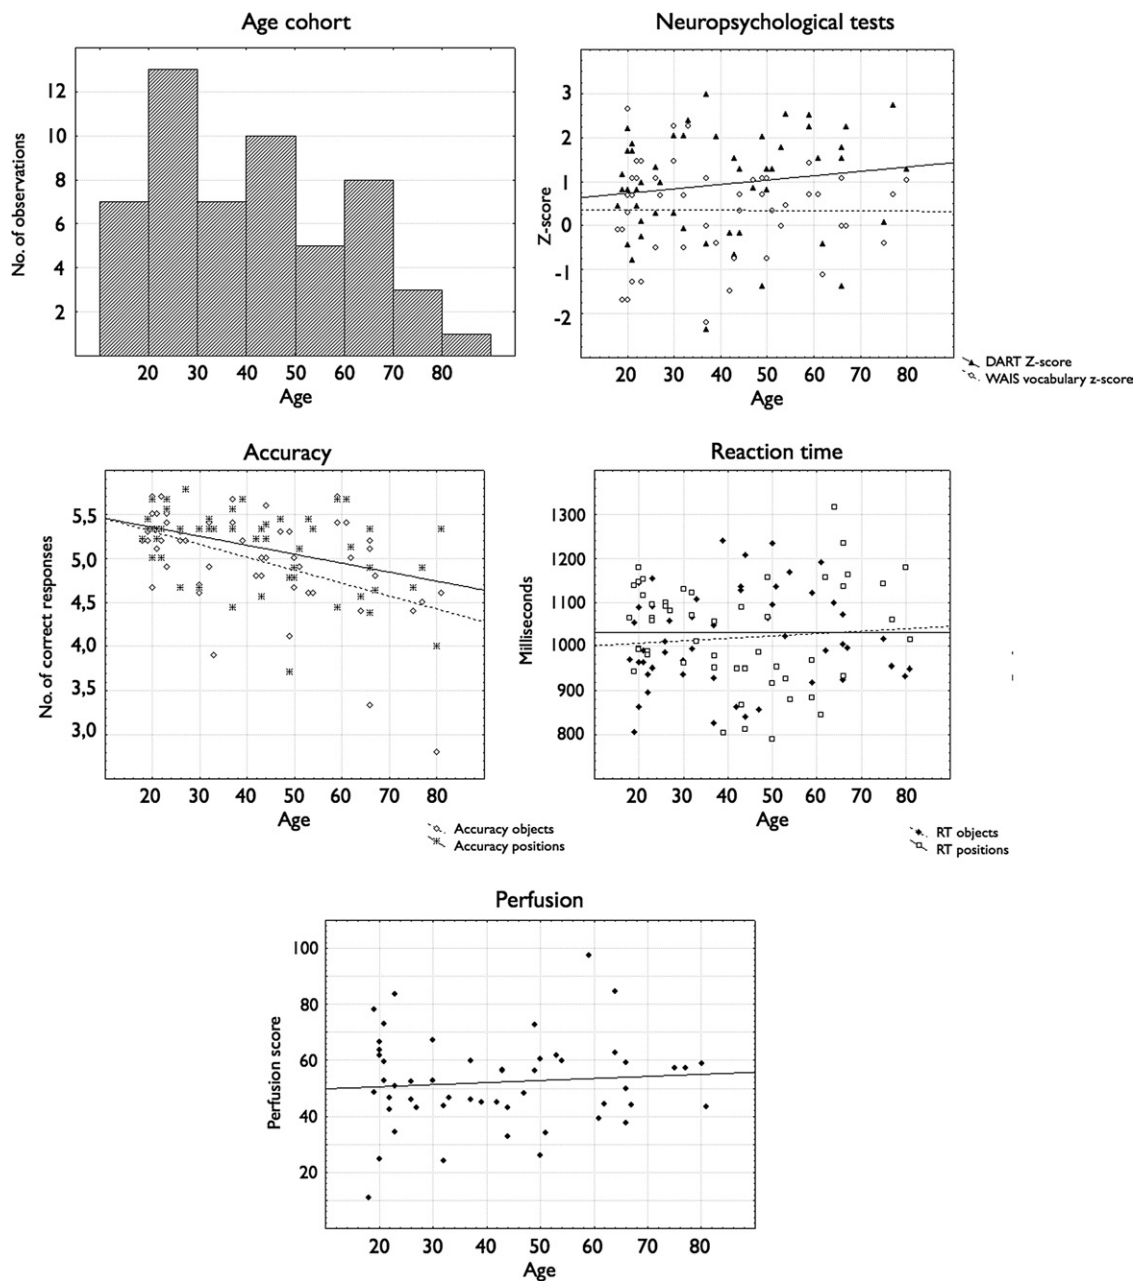 Age cohort
No. of observations
12
10
8
6
4
2
20 30 40 50 60 70 80
Age
Neuropsychological tests
Z-score
3
2
1
0
-1
-2
20 30 40 50 60 70 80
Age
DART Z-score
WAIS vocabulary z-score
Accuracy
No. of correct responses
5,5
5.0
4.5
4.0
3.5
3,0
20 30 40 50 60 70 80
Age
Accuracy objects
Accuracy positions
Reaction time
Milliseconds
1300
1200
1100
1000
900
800
20 30 40 50 60 70 80
Age
RT objects
RT positions
Perfusion
Perfusion score
100
80
60
40
20
20 30 40 50 60 70 80
Age